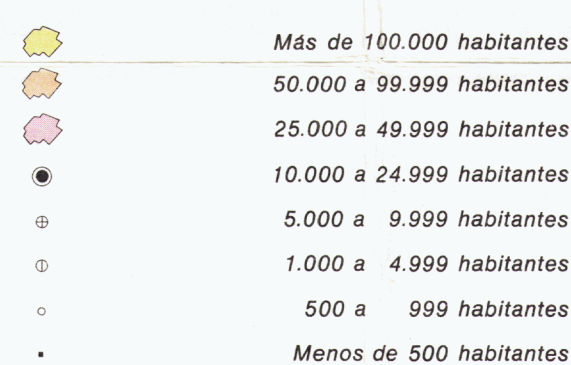 Más de 100.000 habitantes
50.000 a 99.999 habitantes
25.000 a 49.999 habitantes
10.000 a 24.999 habitantes
5.000 a 9.999 habitantes
1.000 a 4.999 habitantes
500 a 999 habitantes
Menos de 500 habitantes